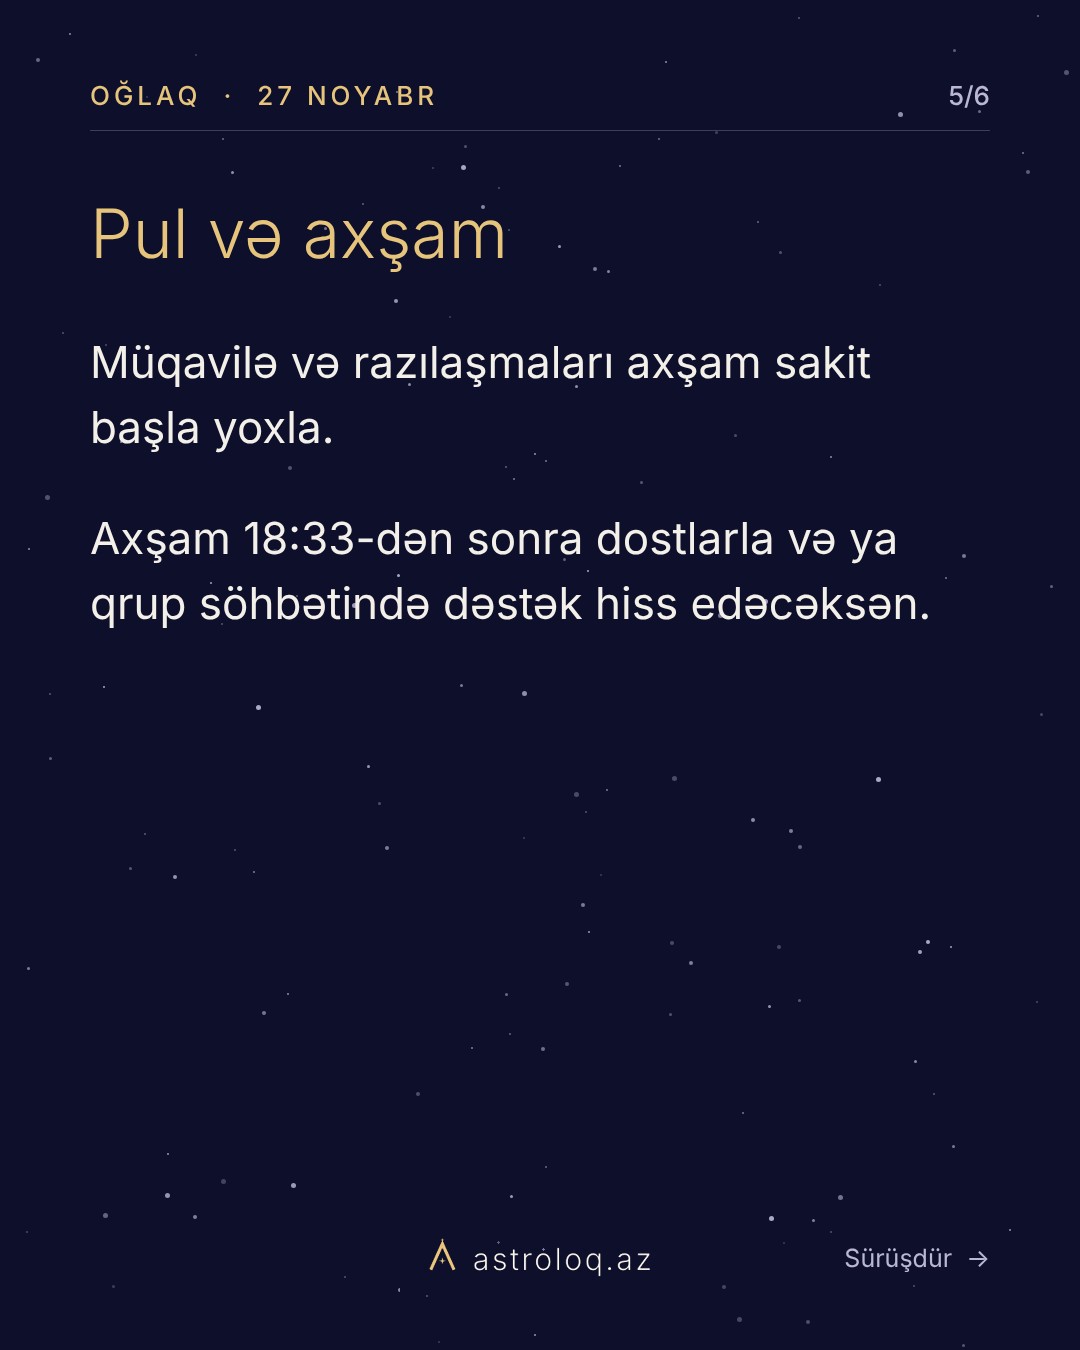 OĞLAQ · 27 NOYABR
5/6
Pul və axşam
Müqavilə və razılaşmaları axşam sakit
başla yoxla.
Axşam 18:33-dən sonra dostlarla və ya
qrup söhbətində dəstək hiss edəcəksən.
astroloq.az
Sürüşdür →